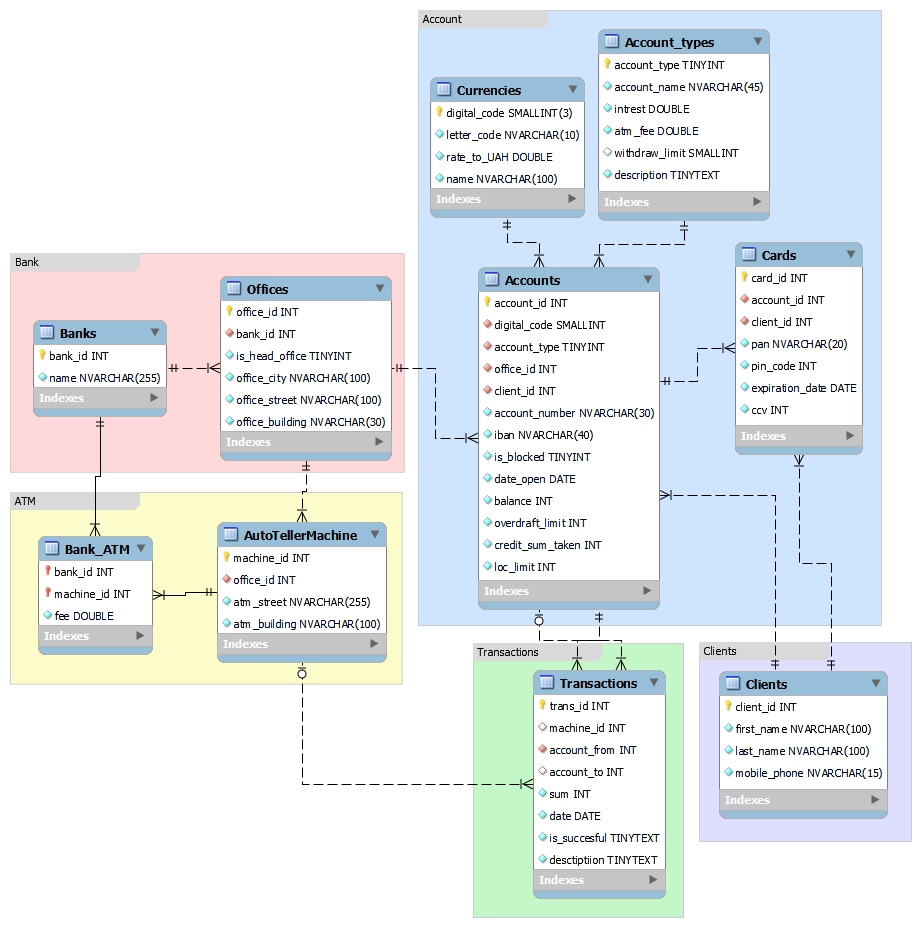 Account
Account_types
account_type TINYINT
account_name NVARCHAR(45)
intrest DOUBLE
atm_fee DOUBLE
withdraw_limit SMALLINT
description TINYTEXT
Indexes
Currencies
digital_code SMALLINT(3)
letter_code NVARCHAR(10)
rate_to_UAH DOUBLE
name NVARCHAR(100)
Indexes
Cards
card_id INT
account_id INT
client_id INT
pan NVARCHAR(20)
pin_code INT
expiration_date DATE
ccv INT
Indexes
Accounts
account_id INT
digital_code SMALLINT
account_type TINYINT
office_id INT
client_id INT
account_number NVARCHAR(30)
iban NVARCHAR(40)
is_blocked TINYINT
date_open DATE
balance INT
overdraft_limit INT
credit_sum_taken INT
loc_limit INT
Indexes
Bank
Offices
office_id INT
bank_id INT
is_head_office TINYINT
office_city NVARCHAR(100)
office_street NVARCHAR(100)
office_building NVARCHAR(30)
Indexes
Banks
bank_id INT
name NVARCHAR(255)
Indexes
ATM
Bank_ATM
bank_id INT
machine_id INT
fee DOUBLE
Indexes
AutoTellerMachine
machine_id INT
office_id INT
atm_street NVARCHAR(255)
atm_building NVARCHAR(100)
Indexes
Transactions
Transactions
trans_id INT
machine_id INT
account_from INT
account_to INT
sum INT
date DATE
is_succesful TINYTEXT
desctiptiion TINYTEXT
Indexes
Clients
Clients
client_id INT
first_name NVARCHAR(100)
last_name NVARCHAR(100)
mobile_phone NVARCHAR(15)
Indexes